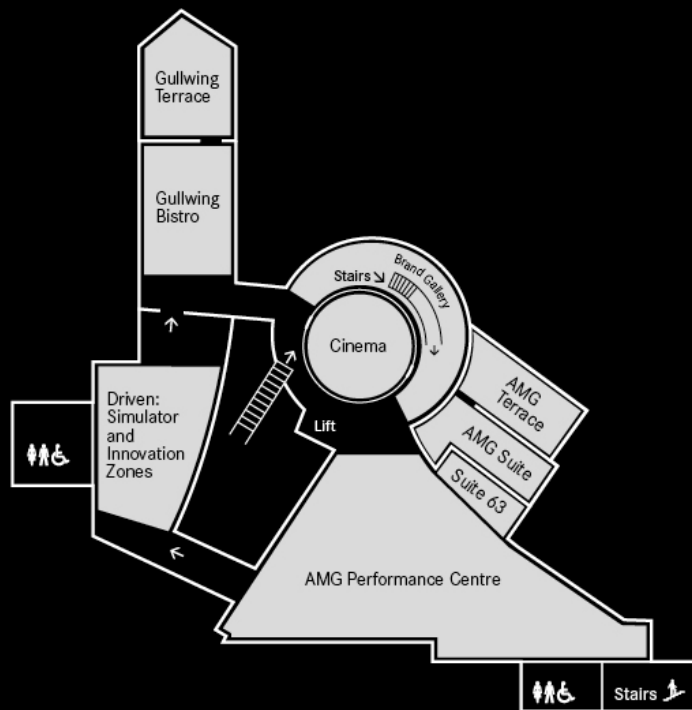 Gullwing
Terrace
Gullwing
Bistro
Stairs
Brand Gallery
Cinema
AMG
Terrace
Driven:
Simulator
and
Innovation
Zones
Lift
AMG Suite
Suite 63
AMG Performance Centre
Stairs